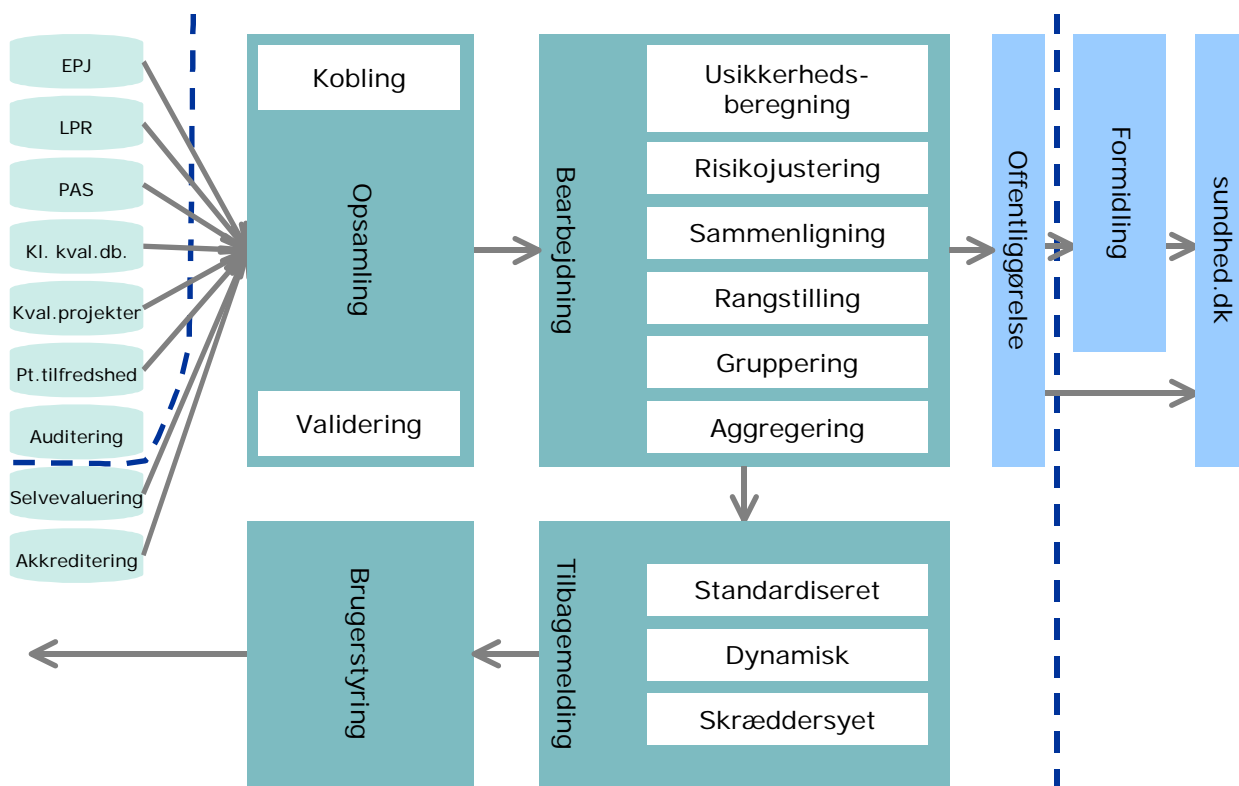 EPJ
LPR
PAS
Kl. kval.db.
Kval.projekter
Pt.tilfredshed
Auditering
Selvevaluering
Akkreditering
Kobling
Opsamling
Validering
Bearbejdning
Usikkerheds-
beregning
Risikojustering
Sammenligning
Rangstilling
Gruppering
Aggregering
Offentliggørelse
Formidling
sundhed.dk
Brugerstyring
Tilbagemelding
Standardiseret
Dynamisk
Skræddersyet